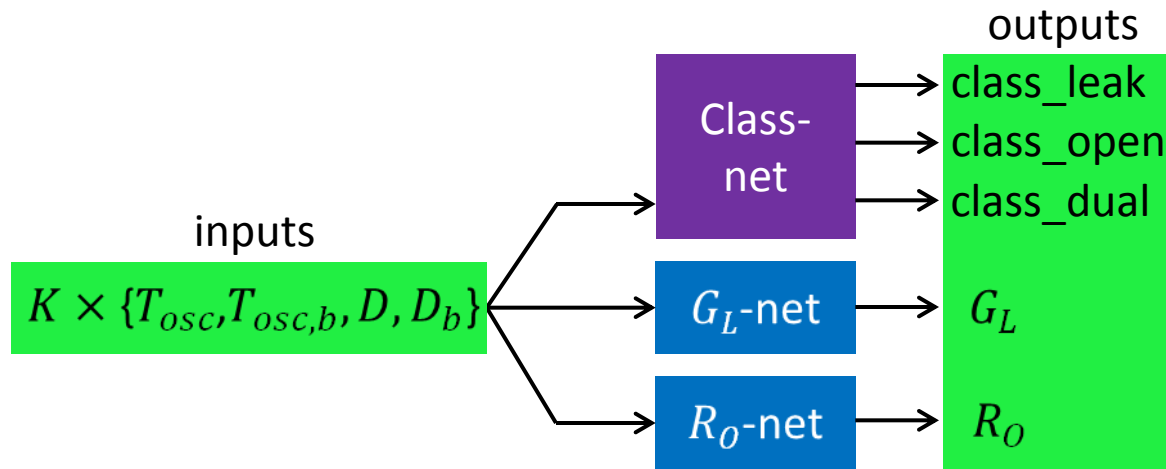 outputs
class_leak
Class-
net
class_open
class_dual
inputs
K × {T_osc,T_osc,b, D, D_b}
G_L-net
G_L
R_O-net
R_O